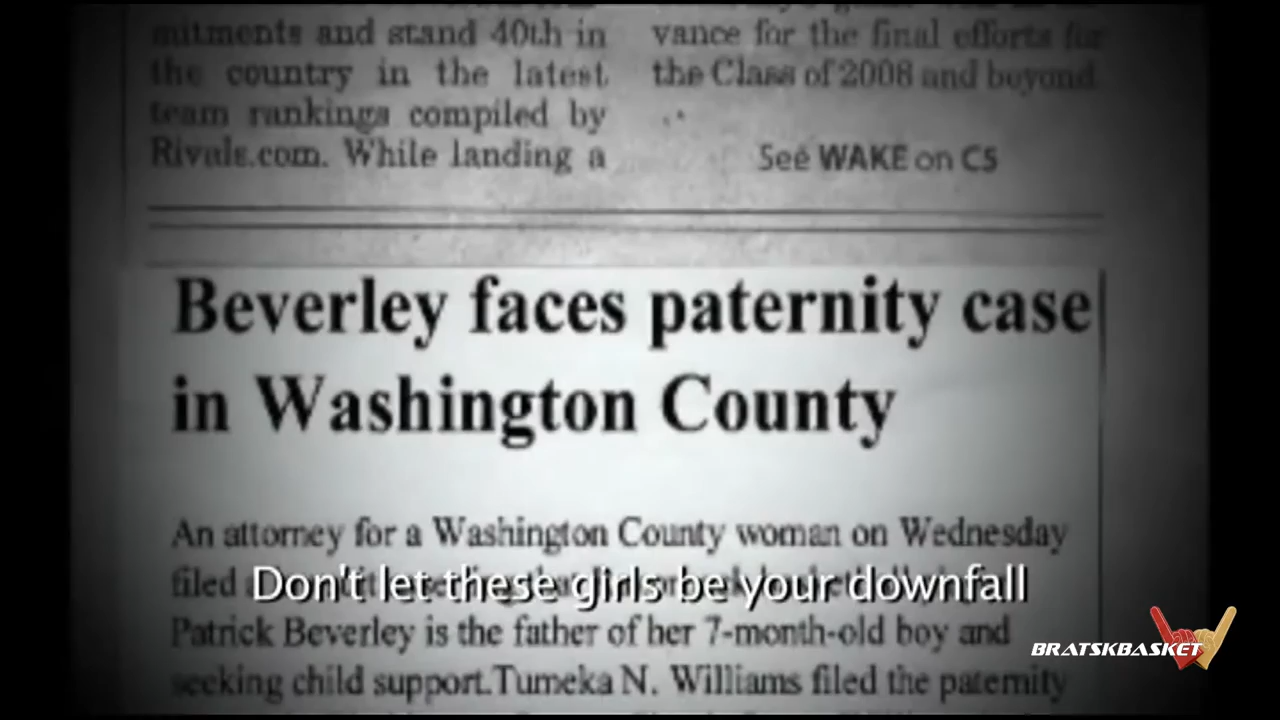 mitments and stand 40th in
the country in the latest
team rankings compiled by
Rivals.com. While landing a
vance for the final efforts for
the Class of 2008 and beyond.
See WAKE on C5
Beverley faces paternity case
in Washington County
An attorney for a Washington County woman on Wednesday
filed
Don't let these girls be your downfall
Patrick Beverley is the father of her 7-month-old boy and
seeking child support.Tumeka N. Williams filed the paternity
BRATSKBASKET